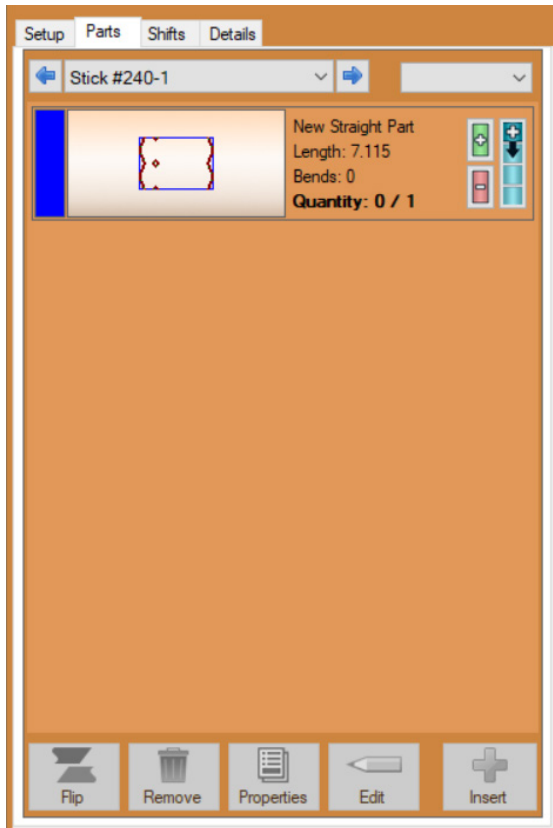 Setup Parts Shifts Details
Stick #240-1
New Straight Part
Length: 7.115
Bends: 0
Quantity: 0 / 1
Flip Remove Properties Edit Insert